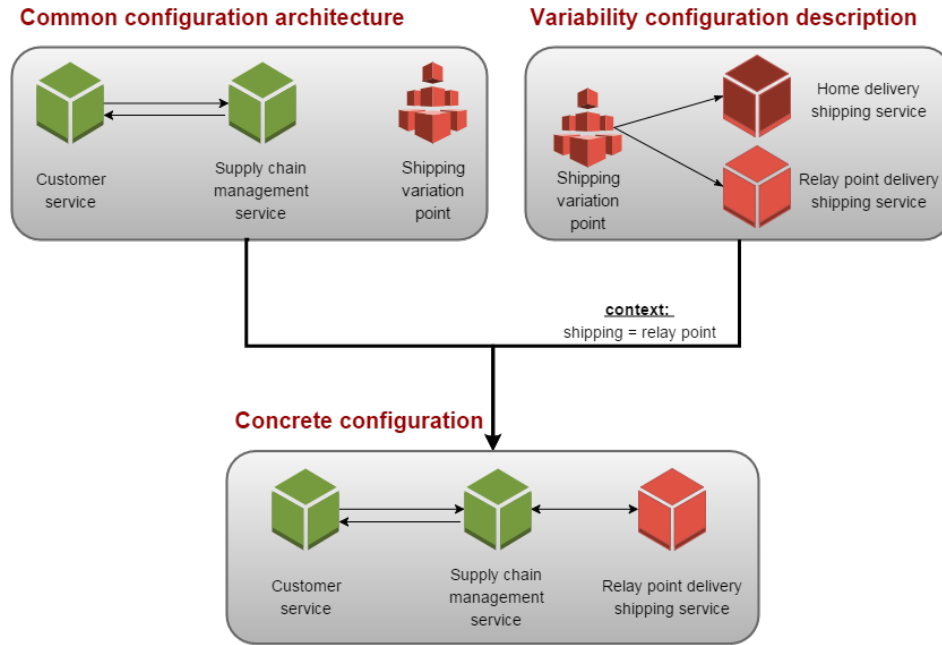 Common configuration architecture
Variability configuration description
Customer
service
Supply chain
management
service
Shipping
variation
point
Shipping
variation
point
Home delivery
shipping service
Relay point delivery
shipping service
context:
shipping = relay point
Concrete configuration
Customer
service
Supply chain
management
service
Relay point delivery
shipping service